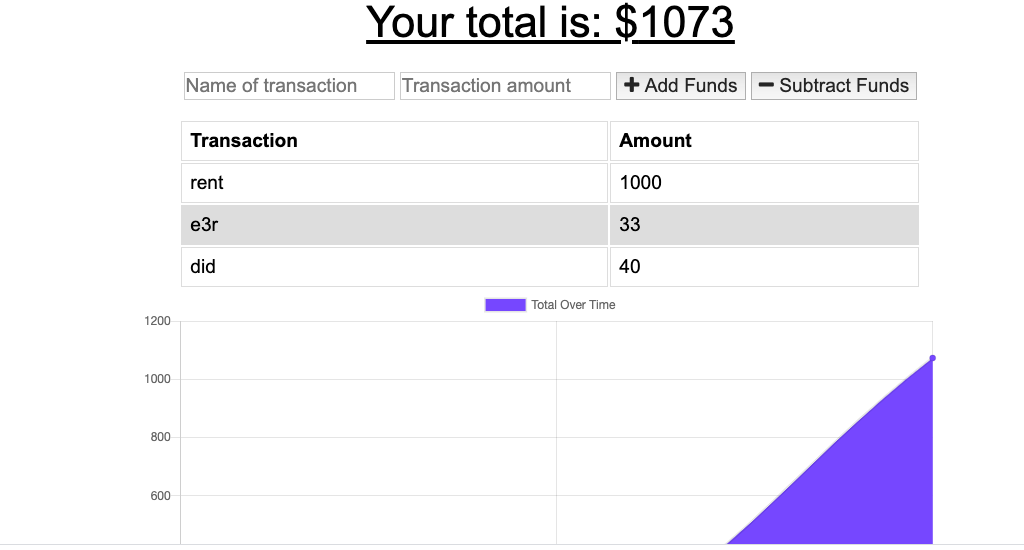 Your total is: $1073
Name of transaction Transaction amount + Add Funds − Subtract Funds
Transaction Amount
rent 1000
e3r 33
did 40
Total Over Time
1200
1000
800
600